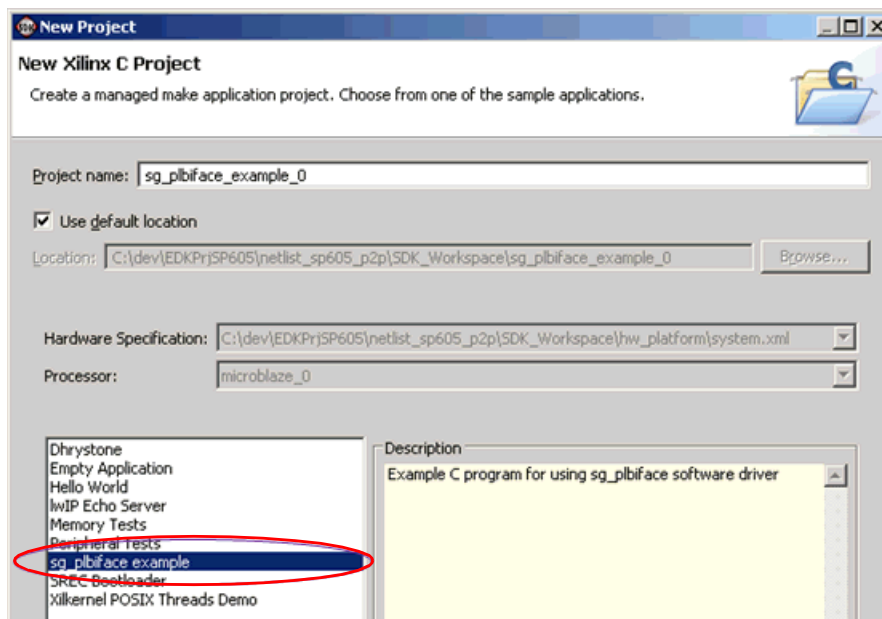 New Project
New Xilinx C Project
Create a managed make application project. Choose from one of the sample applications.
Project name: sg_plbiface_example_0
Use default location
Location: C:\dev\EDKPrjSP605\netlist_sp605_p2p\SDK_Workspace\sg_plbiface_example_0 Browse...
Hardware Specification: C:\dev\EDKPrjSP605\netlist_sp605_p2p\SDK_Workspace\hw_platform\system.xml
Processor: microblaze_0
Dhrystone
Empty Application
Hello World
lwIP Echo Server
Memory Tests
Peripheral Tests
sg_plbiface example
SREC Bootloader
Xilkernel POSIX Threads Demo
Description
Example C program for using sg_plbiface software driver